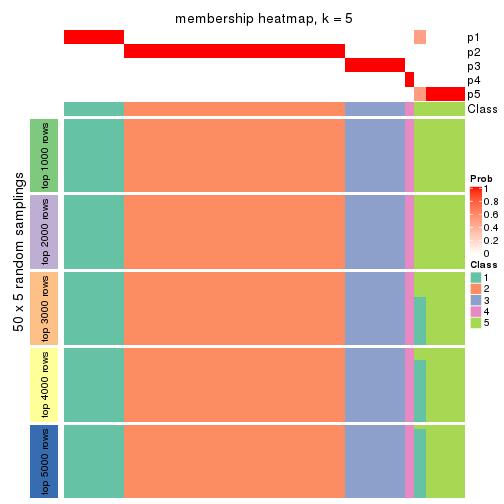 membership heatmap, k = 5
p1
p2
p3
p4
p5
Class
50 x 5 random samplings
top 1000 rows
top 2000 rows
top 3000 rows
top 4000 rows
top 5000 rows
Prob
1
0.8
0.6
0.4
0.2
0
Class
1
2
3
4
5